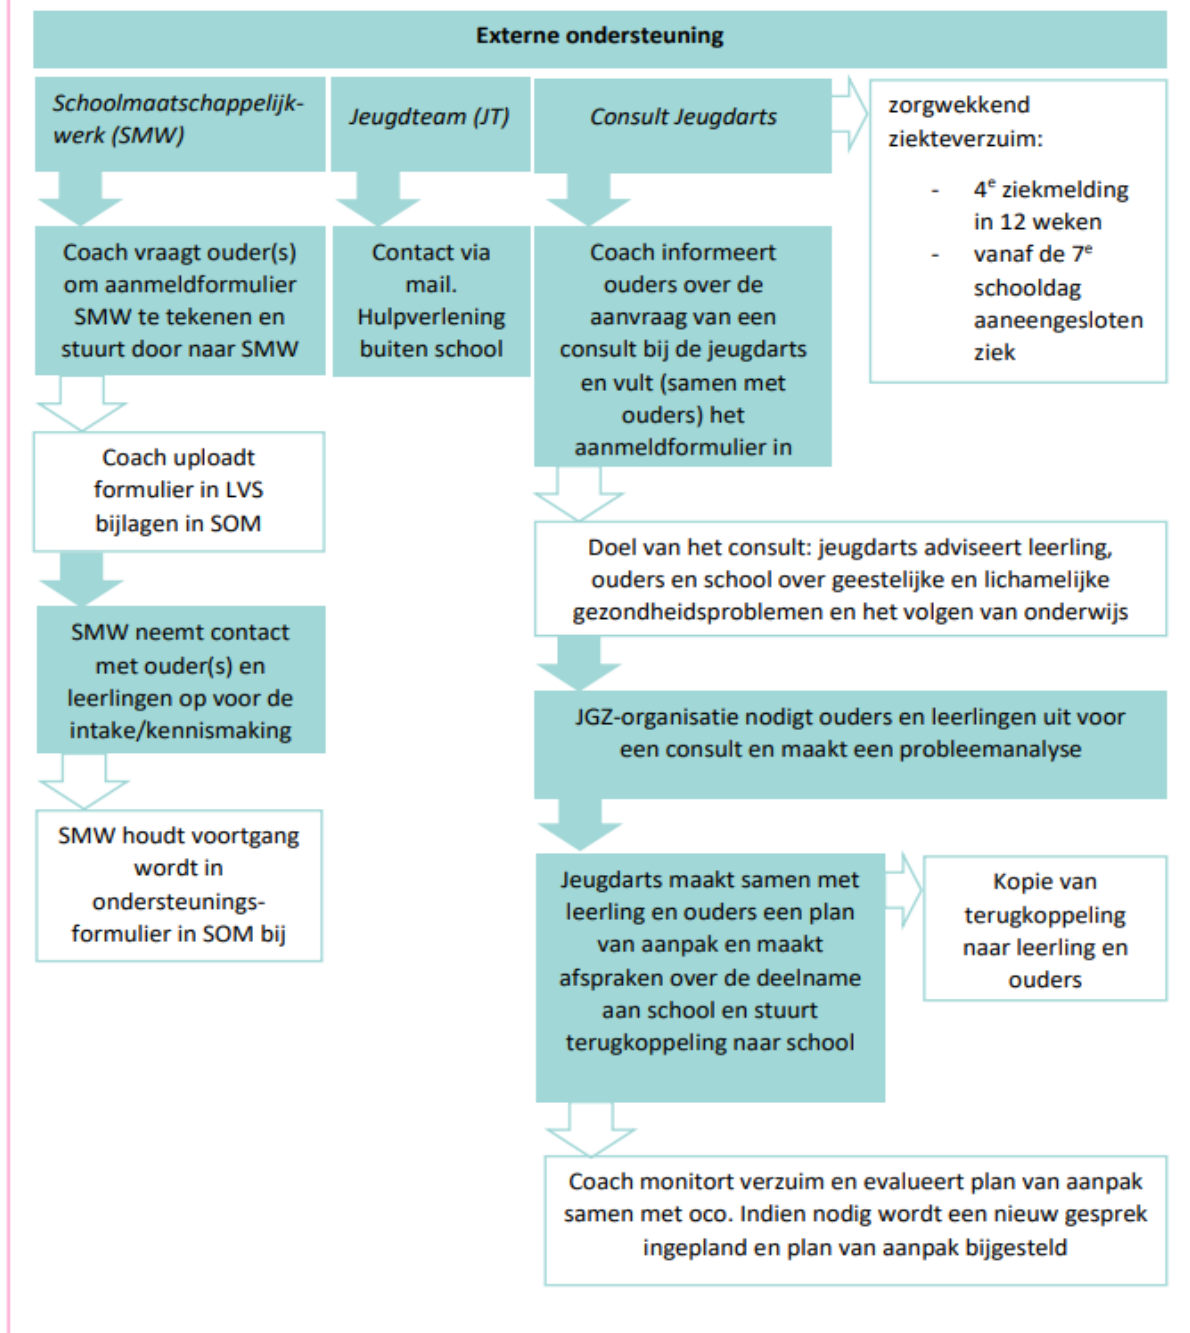 Externe ondersteuning
Schoolmaatschappelijk-
werk (SMW)
Jeugdteam (JT)
Consult Jeugdarts
zorgwekkend
ziekteverzuim:
- 4e ziekmelding
in 12 weken
- vanaf de 7e
schooldag
aaneengesloten
ziek
Coach vraagt ouder(s)
om aanmeldformulier
SMW te tekenen en
stuurt door naar SMW
Contact via
mail.
Hulpverlening
buiten school
Coach informeert
ouders over de
aanvraag van een
consult bij de jeugdarts
en vult (samen met
ouders) het
aanmeldformulier in
Coach uploadt
formulier in LVS
bijlagen in SOM
Doel van het consult: jeugdarts adviseert leerling,
ouders en school over geestelijke en lichamelijke
gezondheidsproblemen en het volgen van onderwijs
SMW neemt contact
met ouder(s) en
leerlingen op voor de
intake/kennismaking
JGZ-organisatie nodigt ouders en leerlingen uit voor
een consult en maakt een probleemanalyse
SMW houdt voortgang
wordt in
ondersteunings-
formulier in SOM bij
Jeugdarts maakt samen met
leerling en ouders een plan
van aanpak en maakt
afspraken over de deelname
aan school en stuurt
terugkoppeling naar school
Kopie van
terugkoppeling
naar leerling en
ouders
Coach monitort verzuim en evalueert plan van aanpak
samen met oco. Indien nodig wordt een nieuw gesprek
ingepland en plan van aanpak bijgesteld